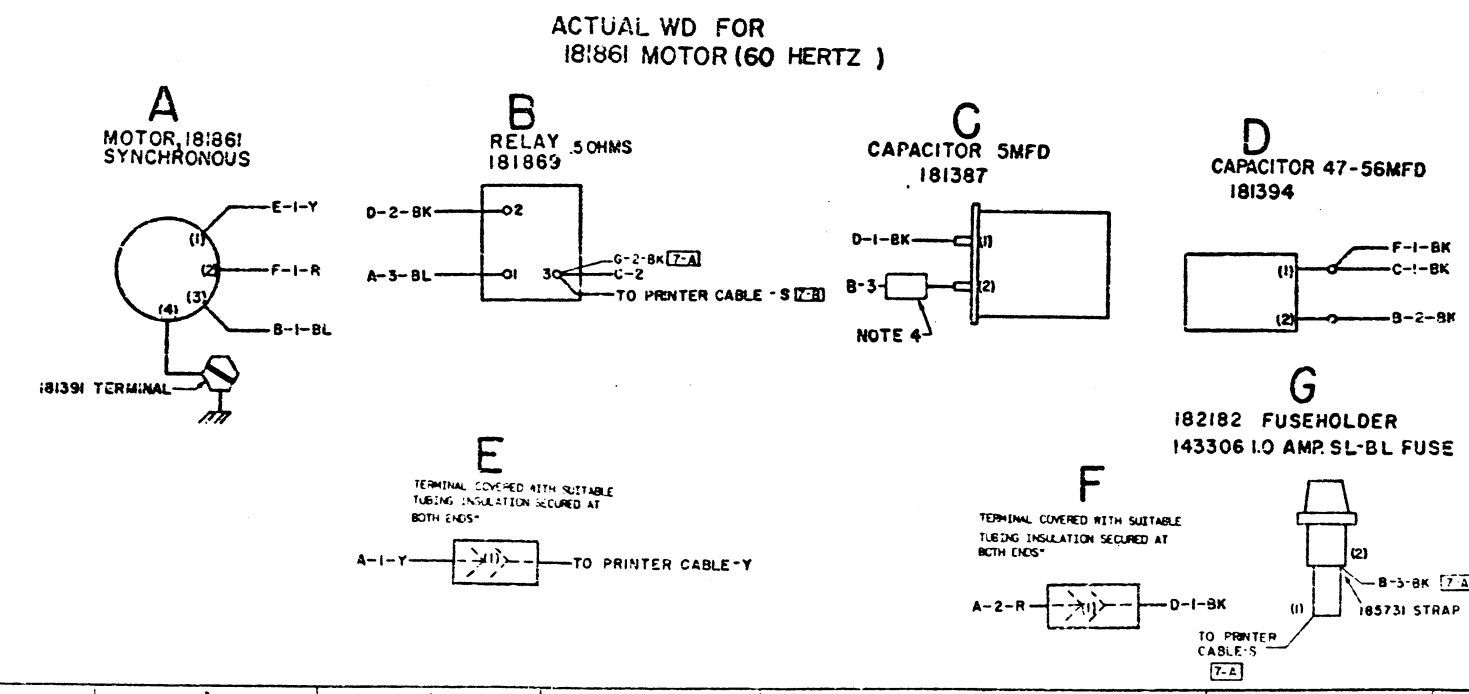 ACTUAL WD FOR
181861 MOTOR (60 HERTZ )
A
MOTOR, 181861
SYNCHRONOUS
E-1-Y
(1)
(2)
F-1-R
(3)
(4)
B-1-BL
181391 TERMINAL
B
RELAY .5 OHMS
181869
D-2-BK
2
A-3-BL
1
3
G-2-BK 7-A
C-2
TO PRINTER CABLE - S 7-B
C
CAPACITOR 5MFD
181387
D-1-BK
(1)
B-3
(2)
NOTE 4
D
CAPACITOR 47-56MFD
181394
F-1-BK
(1)
C-1-BK
(2)
B-2-BK
E
TERMINAL COVERED WITH SUITABLE
TUBING INSULATION SECURED AT
BOTH ENDS"
A-1-Y
(1)
TO PRINTER CABLE-Y
F
TERMINAL COVERED WITH SUITABLE
TUBING INSULATION SECURED AT
BOTH ENDS"
A-2-R
(1)
D-1-BK
G
182182 FUSEHOLDER
143306 1.0 AMP. SL-BL FUSE
(2)
B-3-BK 7-A
185731 STRAP
(1)
TO PRINTER
CABLE-S
7-A